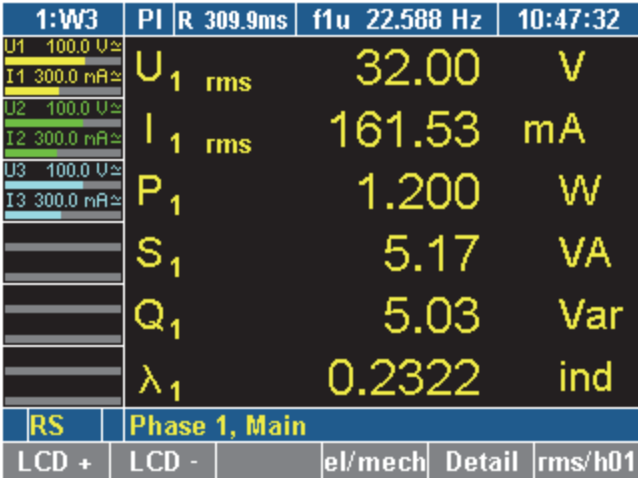 1:W3 PI R 309.9ms f1u 22.588 Hz 10:47:32
U1 100.0 V≃
I1 300.0 mA≃
U2 100.0 V≃
I2 300.0 mA≃
U3 100.0 V≃
I3 300.0 mA≃
U1 rms 32.00 V
I1 rms 161.53 mA
P1 1.200 W
S1 5.17 VA
Q1 5.03 Var
λ1 0.2322 ind
RS Phase 1, Main
LCD + LCD - el/mech Detail rms/h01